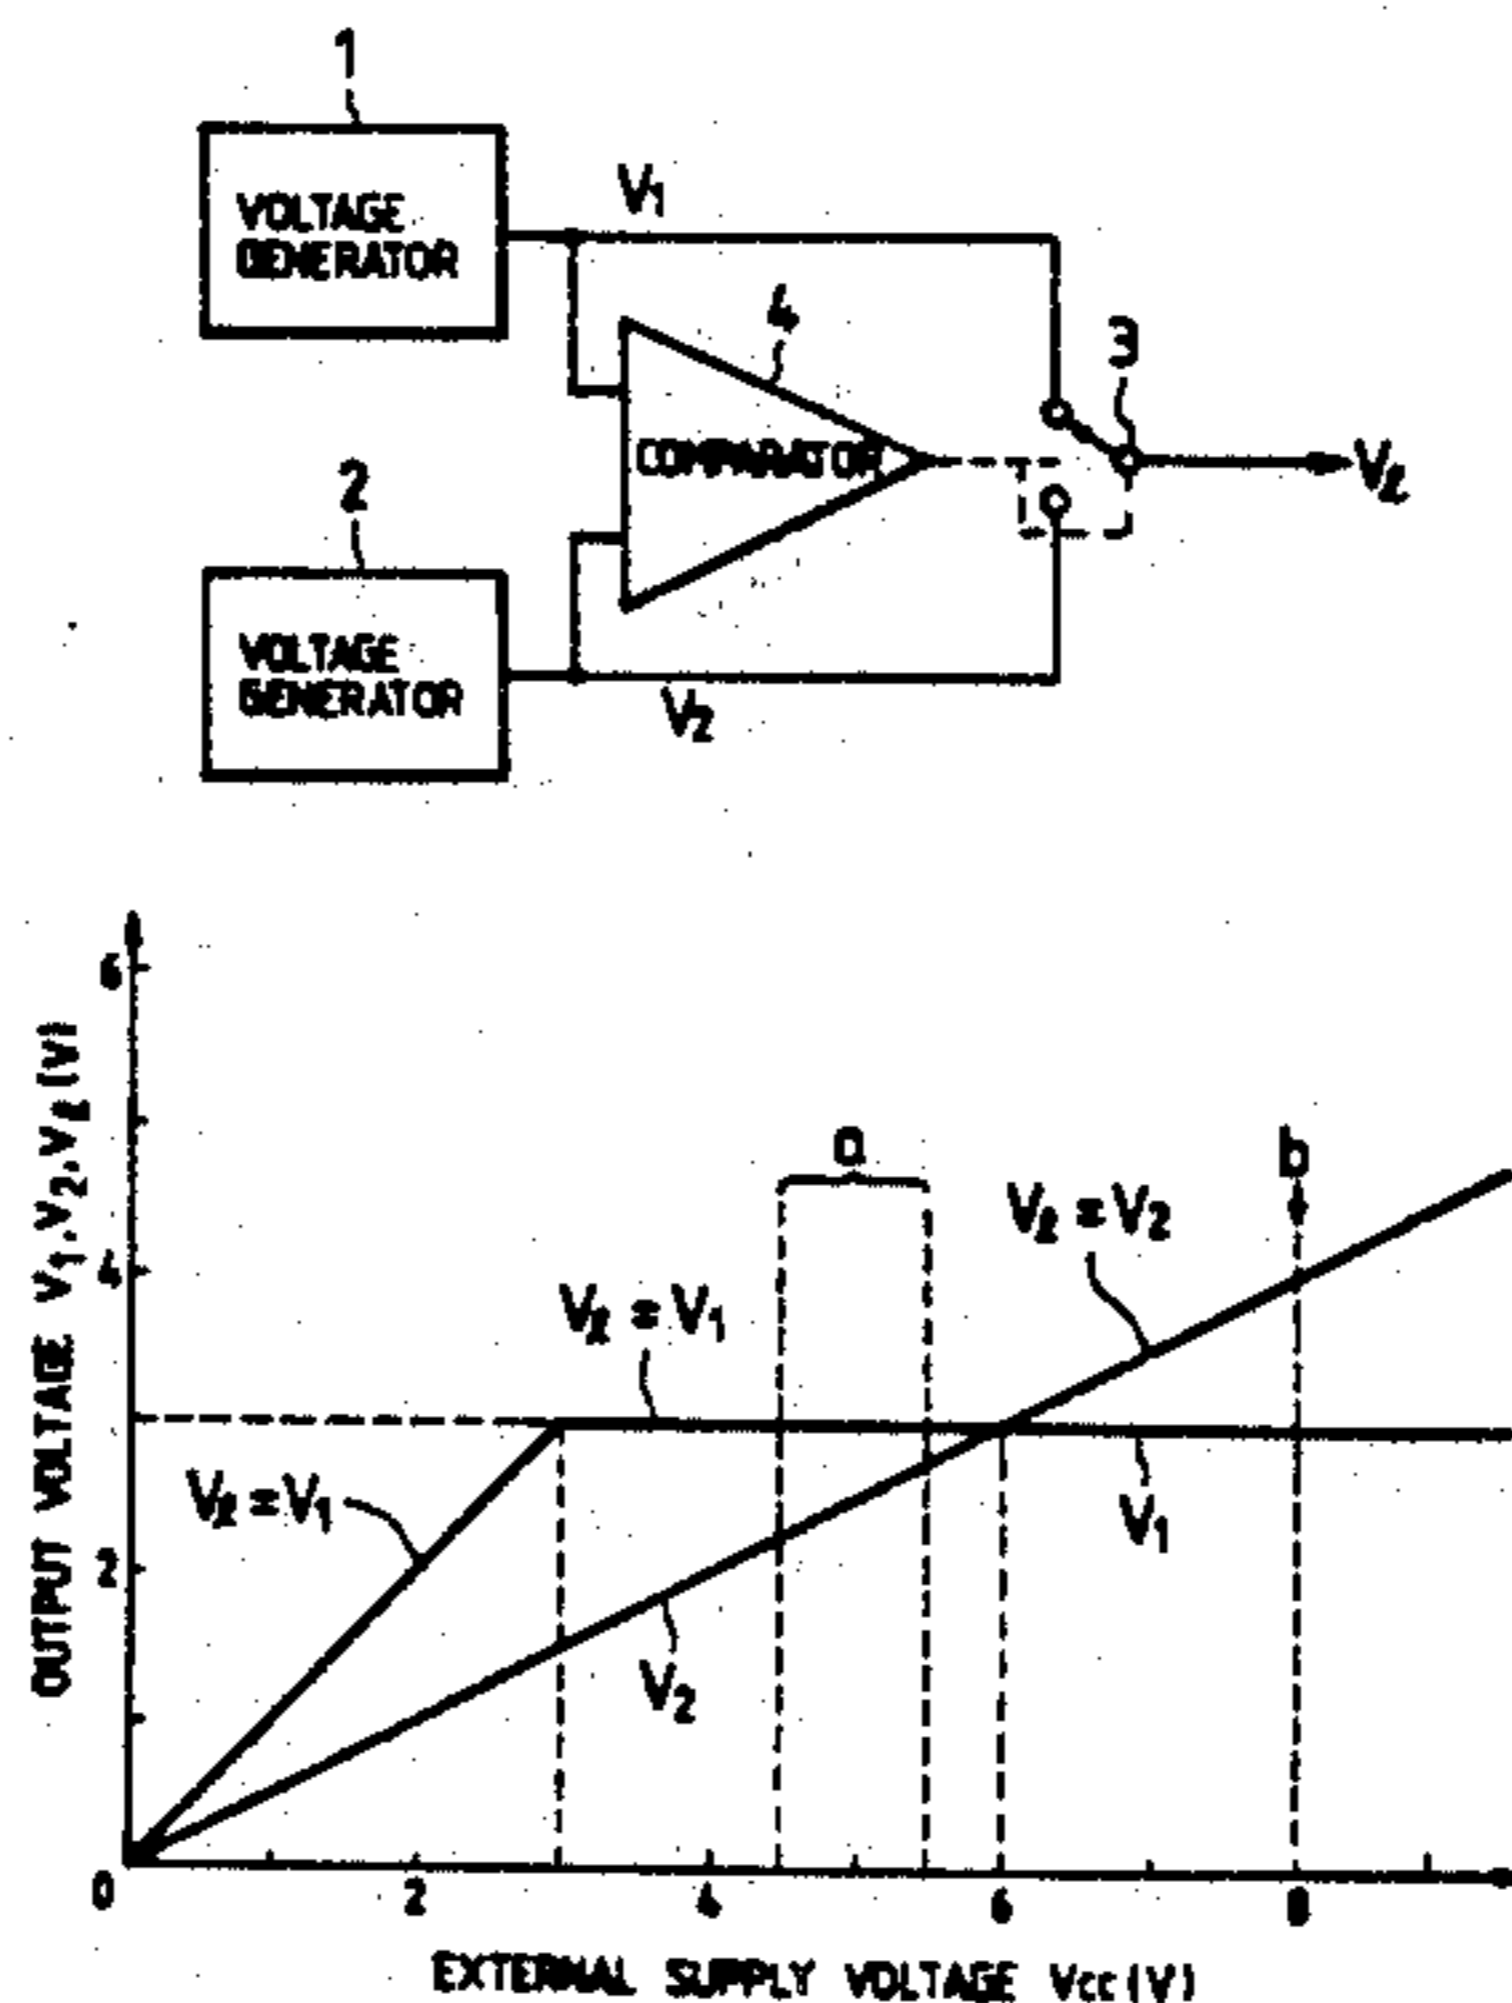 1
VOLTAGE
GENERATOR
V1
4
3
COMPARATOR
Vℓ
2
VOLTAGE
GENERATOR
V2
6
a
b
Vℓ = V2
4
Vℓ = V1
OUTPUT VOLTAGE V1, V2, Vℓ (V)
Vℓ = V1
V1
2
V2
0
2
4
6
8
EXTERNAL SUPPLY VOLTAGE Vcc (V)